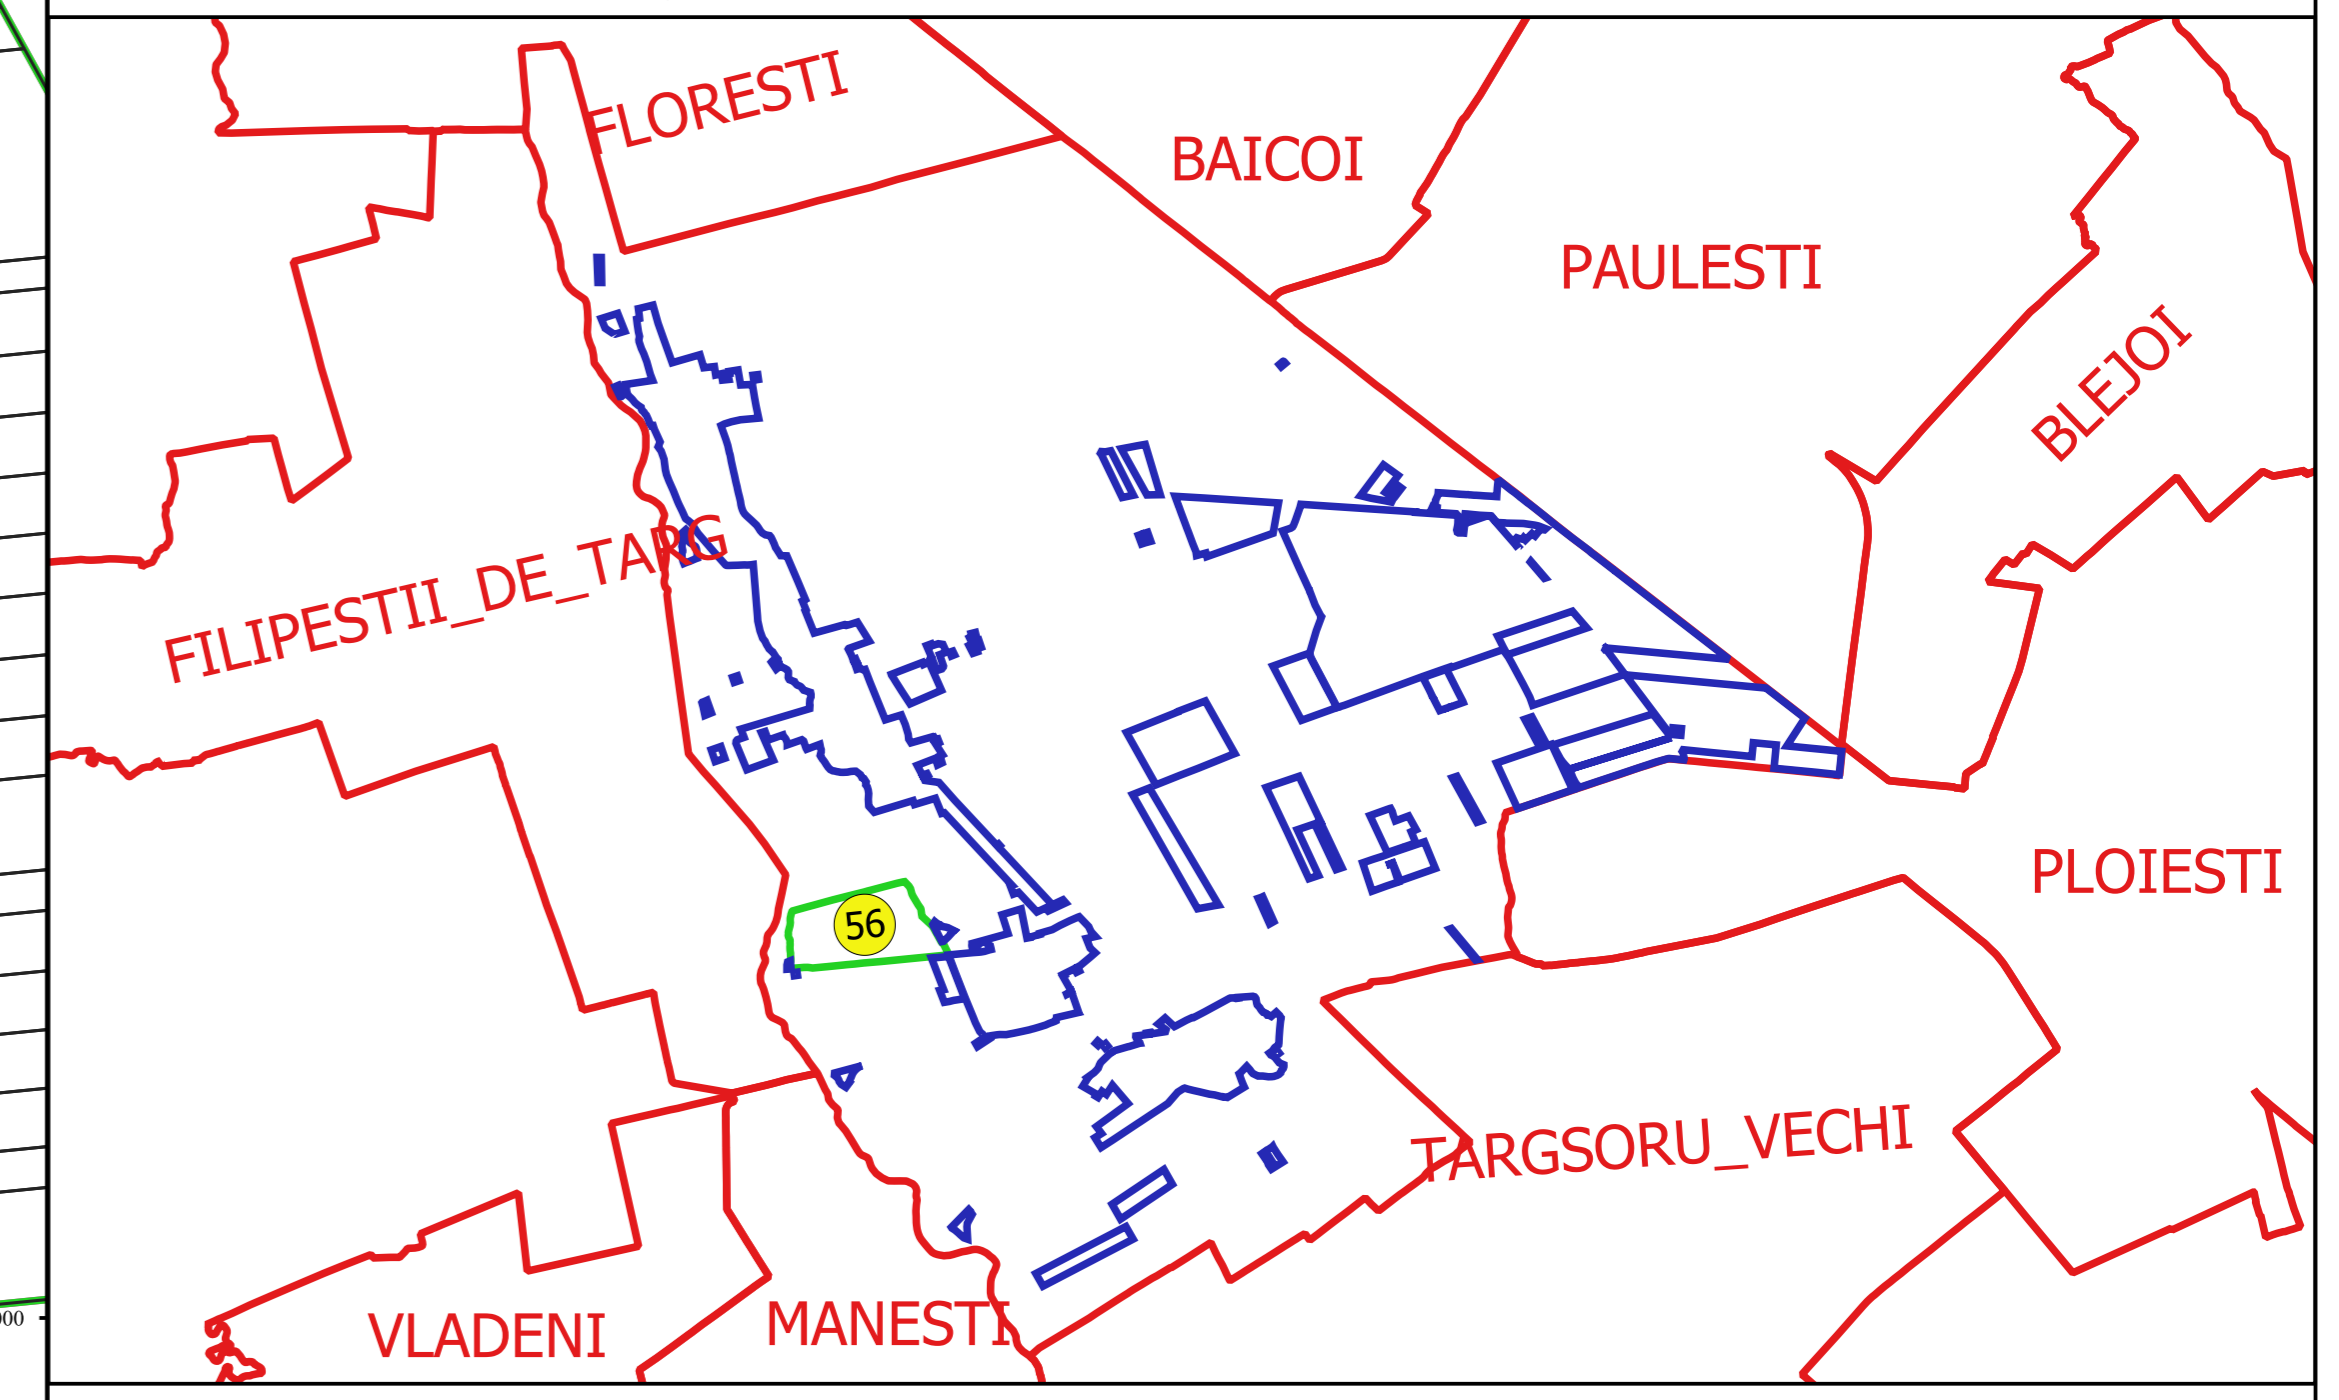 FLORESTI
BAICOI
PAULESTI
BLEJOI
FILIPESTII_DE_TARG
PLOIESTI
56
TARGSORU_VECHI
VLADENI
MANESTI